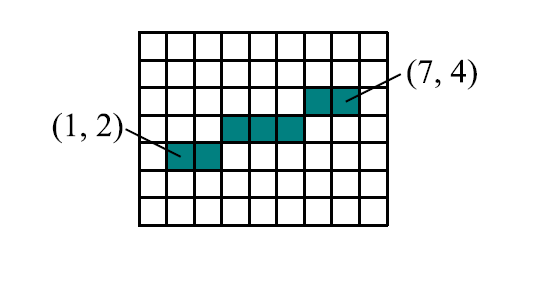 (7, 4)
(1, 2)